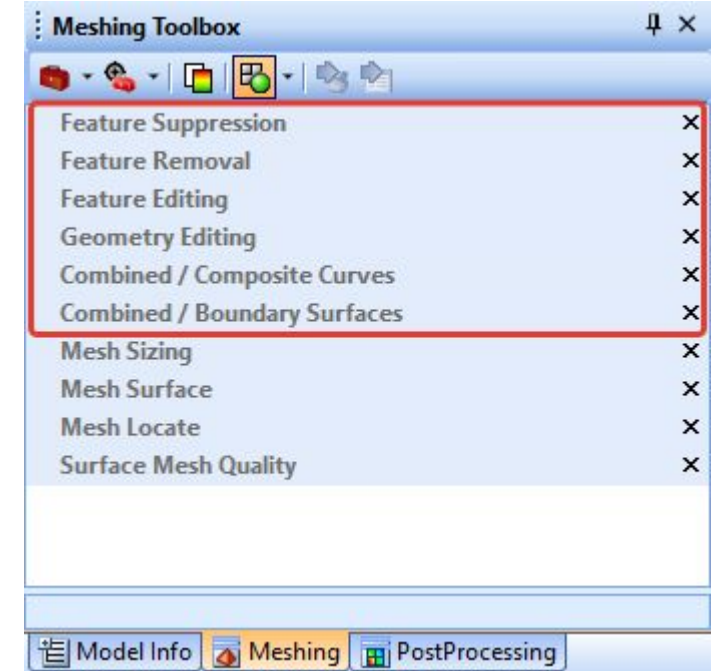 Meshing Toolbox
Feature Suppression
Feature Removal
Feature Editing
Geometry Editing
Combined / Composite Curves
Combined / Boundary Surfaces
Mesh Sizing
Mesh Surface
Mesh Locate
Surface Mesh Quality
Model Info Meshing PostProcessing